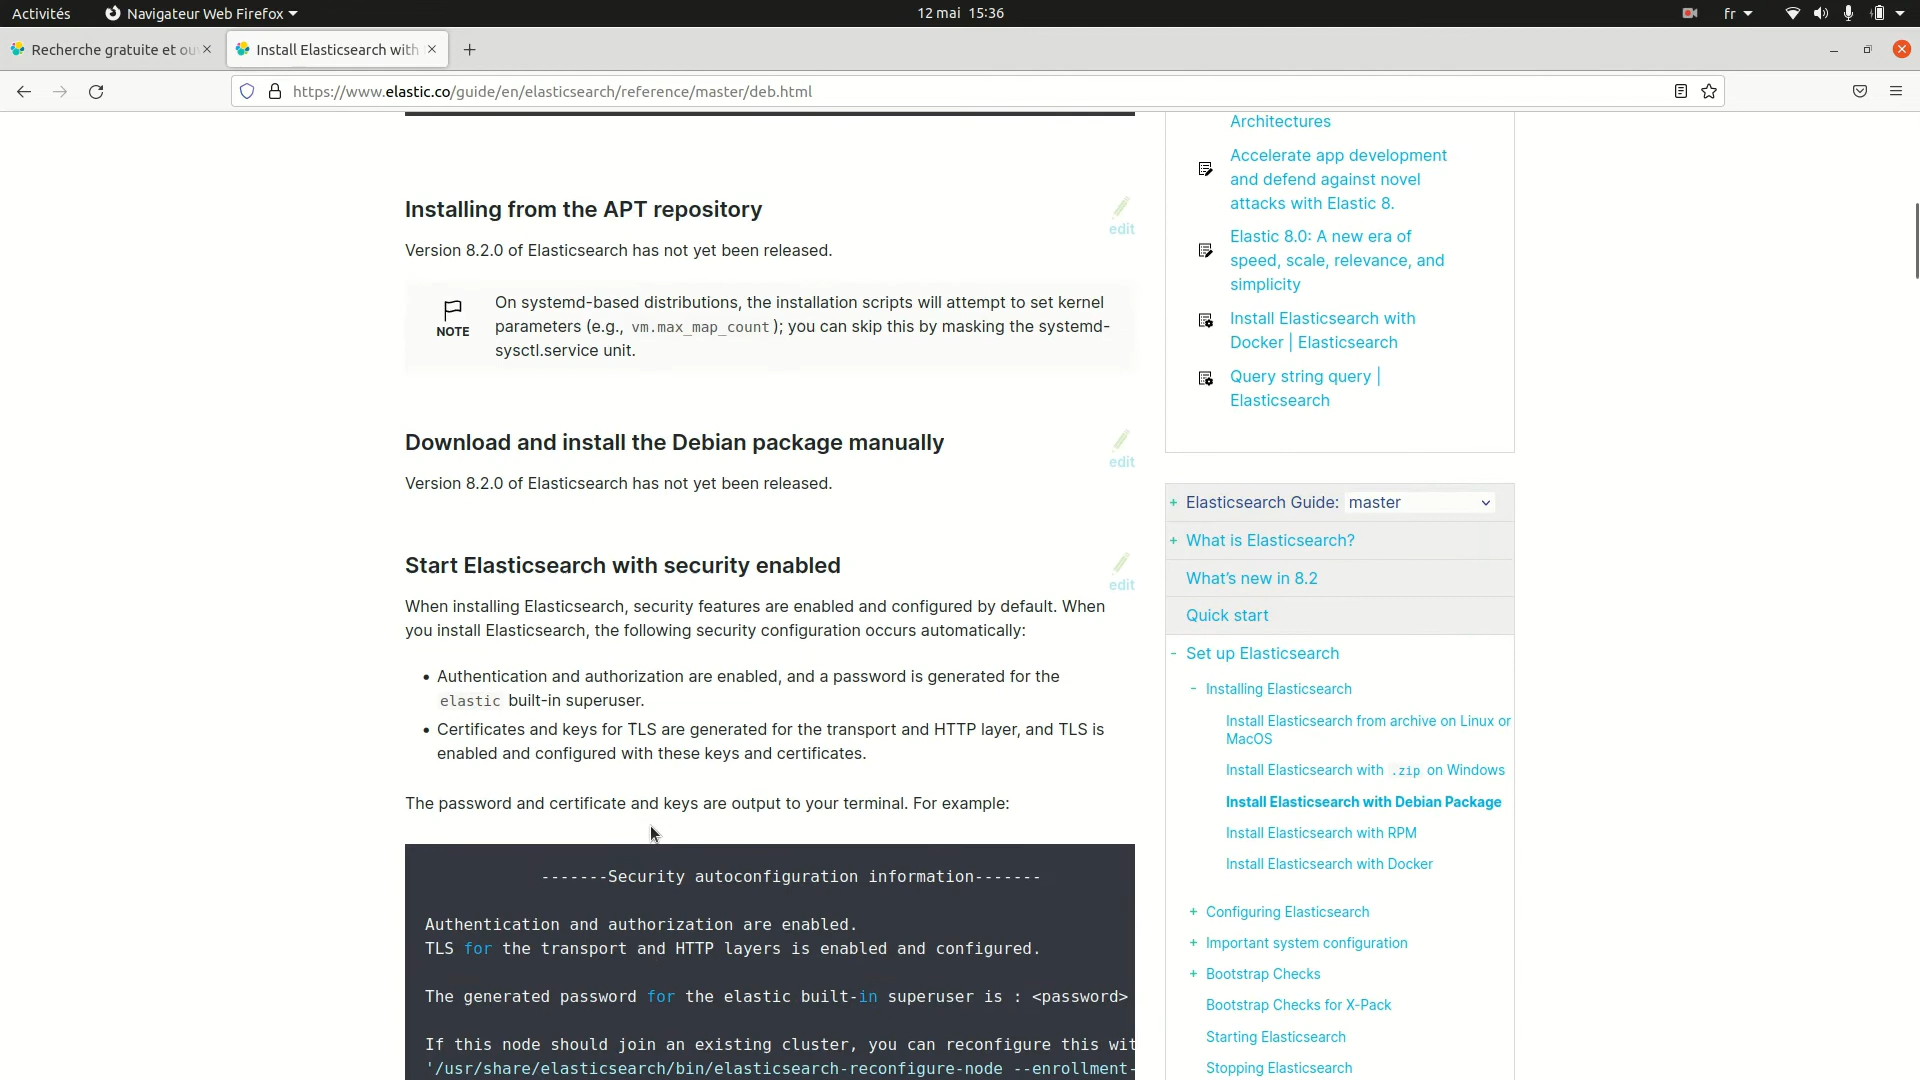 Activités
Navigateur Web Firefox
12 mai 15:36
fr
Recherche gratuite et ou
Install Elasticsearch with
https://www.elastic.co/guide/en/elasticsearch/reference/master/deb.html
Installing from the APT repository
edit
Version 8.2.0 of Elasticsearch has not yet been released.
NOTE
On systemd-based distributions, the installation scripts will attempt to set kernel
parameters (e.g., vm.max_map_count ); you can skip this by masking the systemd-
sysctl.service unit.
Download and install the Debian package manually
edit
Version 8.2.0 of Elasticsearch has not yet been released.
Start Elasticsearch with security enabled
edit
When installing Elasticsearch, security features are enabled and configured by default. When
you install Elasticsearch, the following security configuration occurs automatically:
• Authentication and authorization are enabled, and a password is generated for the
elastic built-in superuser.
• Certificates and keys for TLS are generated for the transport and HTTP layer, and TLS is
enabled and configured with these keys and certificates.
The password and certificate and keys are output to your terminal. For example:
-------Security autoconfiguration information-------
Authentication and authorization are enabled.
TLS for the transport and HTTP layers is enabled and configured.
The generated password for the elastic built-in superuser is : <password>
If this node should join an existing cluster, you can reconfigure this wit
'/usr/share/elasticsearch/bin/elasticsearch-reconfigure-node --enrollment-
Architectures
Accelerate app development
and defend against novel
attacks with Elastic 8.
Elastic 8.0: A new era of
speed, scale, relevance, and
simplicity
Install Elasticsearch with
Docker | Elasticsearch
Query string query |
Elasticsearch
+ Elasticsearch Guide: master
+ What is Elasticsearch?
What's new in 8.2
Quick start
- Set up Elasticsearch
- Installing Elasticsearch
Install Elasticsearch from archive on Linux or
MacOS
Install Elasticsearch with .zip on Windows
Install Elasticsearch with Debian Package
Install Elasticsearch with RPM
Install Elasticsearch with Docker
+ Configuring Elasticsearch
+ Important system configuration
+ Bootstrap Checks
Bootstrap Checks for X-Pack
Starting Elasticsearch
Stopping Elasticsearch